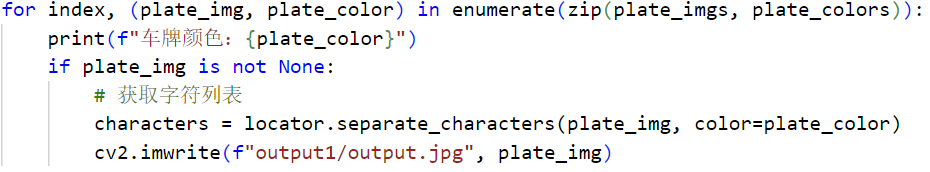 for index, (plate_img, plate_color) in enumerate(zip(plate_imgs, plate_colors)):
    print(f"车牌颜色：{plate_color}")
    if plate_img is not None:
        # 获取字符列表
        characters = locator.separate_characters(plate_img, color=plate_color)
        cv2.imwrite(f"output1/output.jpg", plate_img)